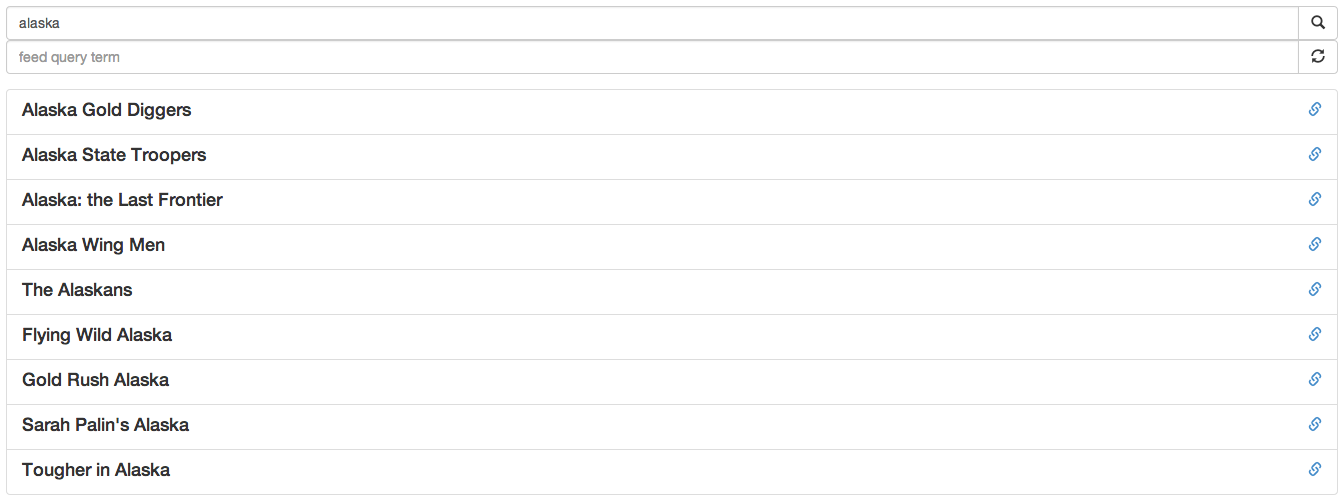 alaska
feed query term
Alaska Gold Diggers
Alaska State Troopers
Alaska: the Last Frontier
Alaska Wing Men
The Alaskans
Flying Wild Alaska
Gold Rush Alaska
Sarah Palin's Alaska
Tougher in Alaska